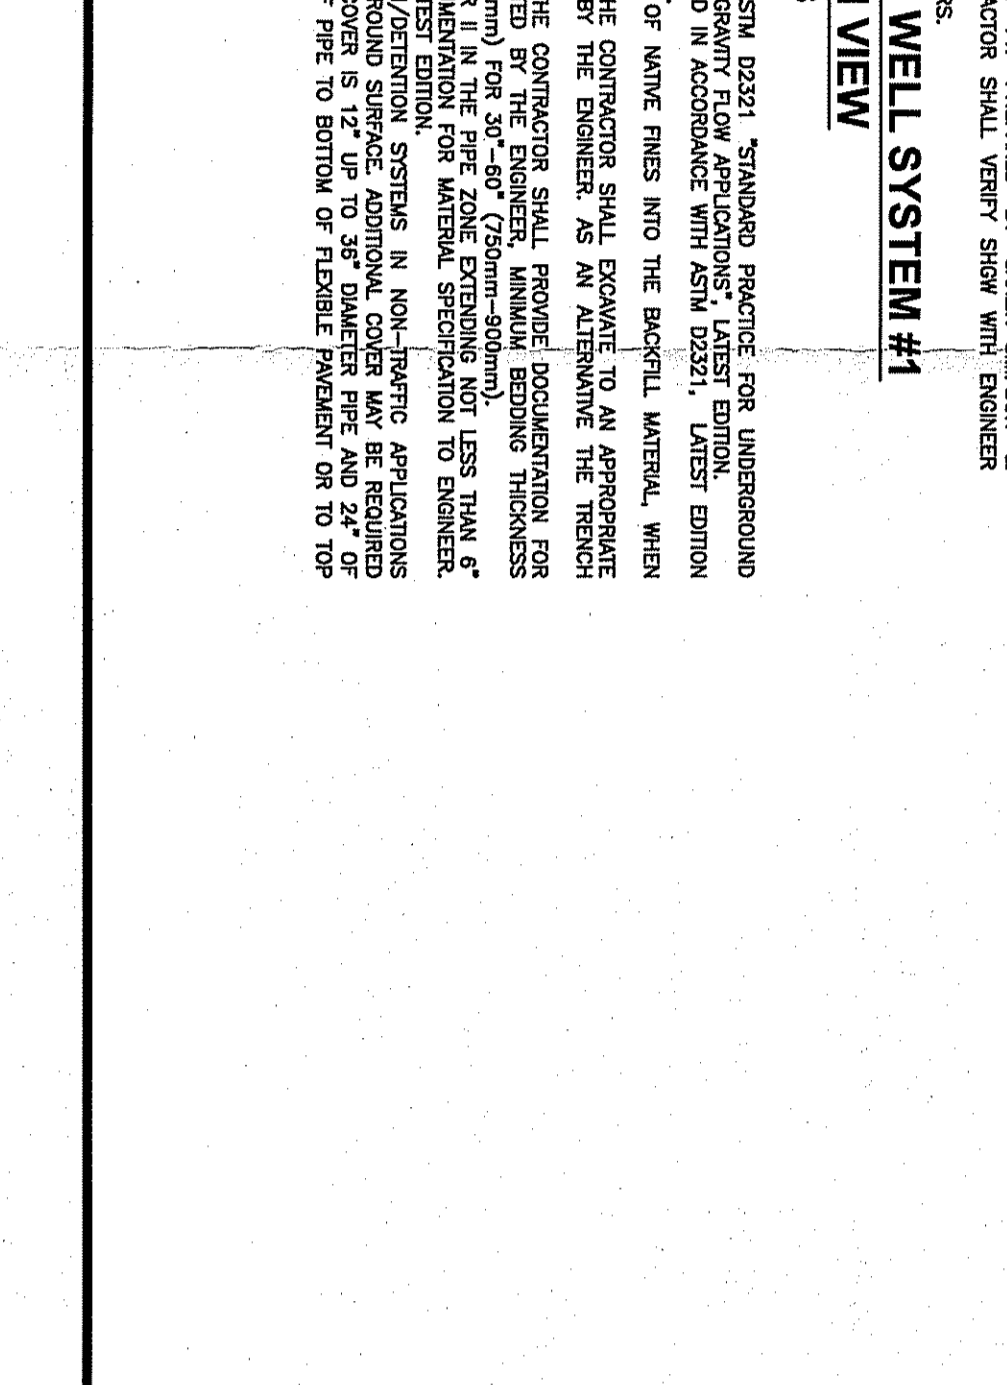 ACTOR SHALL VERIFY SHGW WITH ENGINEER
RS.
WELL SYSTEM #1
VIEW
STM D2321 "STANDARD PRACTICE FOR UNDERGROUND
GRAVITY FLOW APPLICATIONS", LATEST EDITION.
D IN ACCORDANCE WITH ASTM D2321, LATEST EDITION
OF NATIVE FINES INTO THE BACKFILL MATERIAL, WHEN
HE CONTRACTOR SHALL EXCAVATE TO AN APPROPRIATE
BY THE ENGINEER. AS AN ALTERNATIVE THE TRENCH
HE CONTRACTOR SHALL PROVIDE DOCUMENTATION FOR
TED BY THE ENGINEER, MINIMUM BEDDING THICKNESS
mm) FOR 30"-60" (750mm-900mm).
R II IN THE PIPE ZONE EXTENDING NOT LESS THAN 6"
MENTATION FOR MATERIAL SPECIFICATION TO ENGINEER.
TEST EDITION.
/DETENTION SYSTEMS IN NON-TRAFFIC APPLICATIONS
ROUND SURFACE. ADDITIONAL COVER MAY BE REQUIRED
COVER IS 12" UP TO 36" DIAMETER PIPE AND 24" OF
F PIPE TO BOTTOM OF FLEXIBLE PAVEMENT OR TO TOP